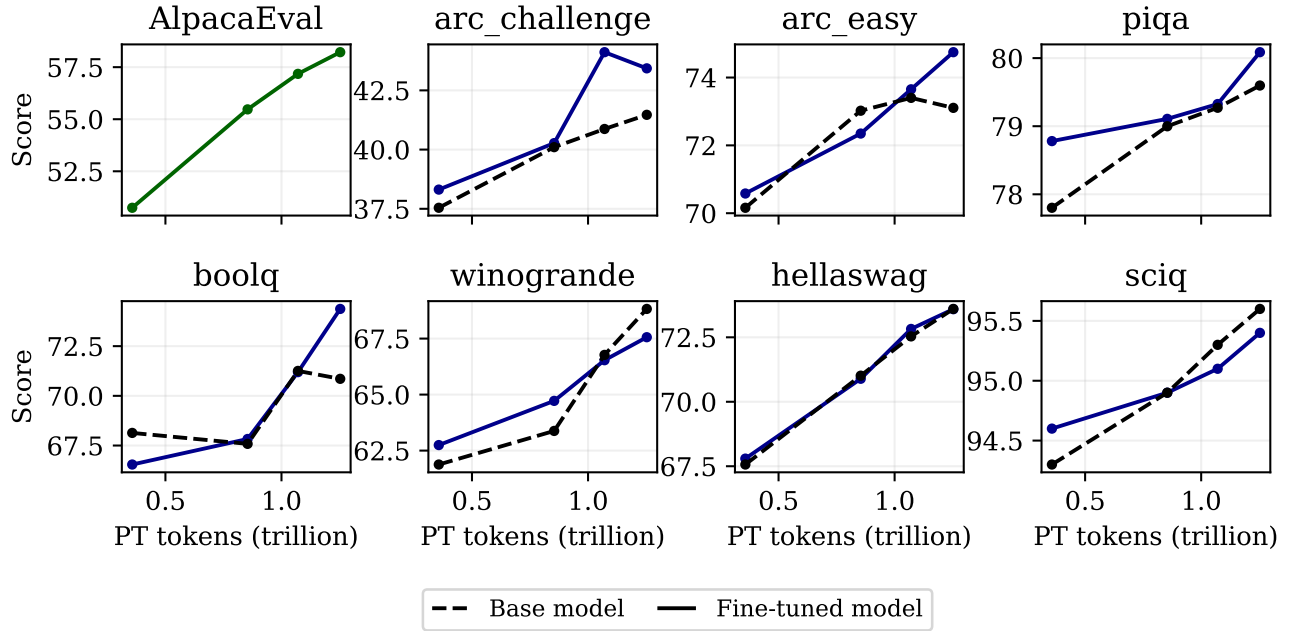 AlpacaEval
arc_challenge
arc_easy
piqa
Score
57.5
55.0
52.5
42.5
40.0
37.5
74
72
70
80
79
78
boolq
winogrande
hellaswag
sciq
Score
72.5
70.0
67.5
67.5
65.0
62.5
72.5
70.0
67.5
95.5
95.0
94.5
0.5 1.0
0.5 1.0
0.5 1.0
0.5 1.0
PT tokens (trillion)
PT tokens (trillion)
PT tokens (trillion)
PT tokens (trillion)
Base model
Fine-tuned model